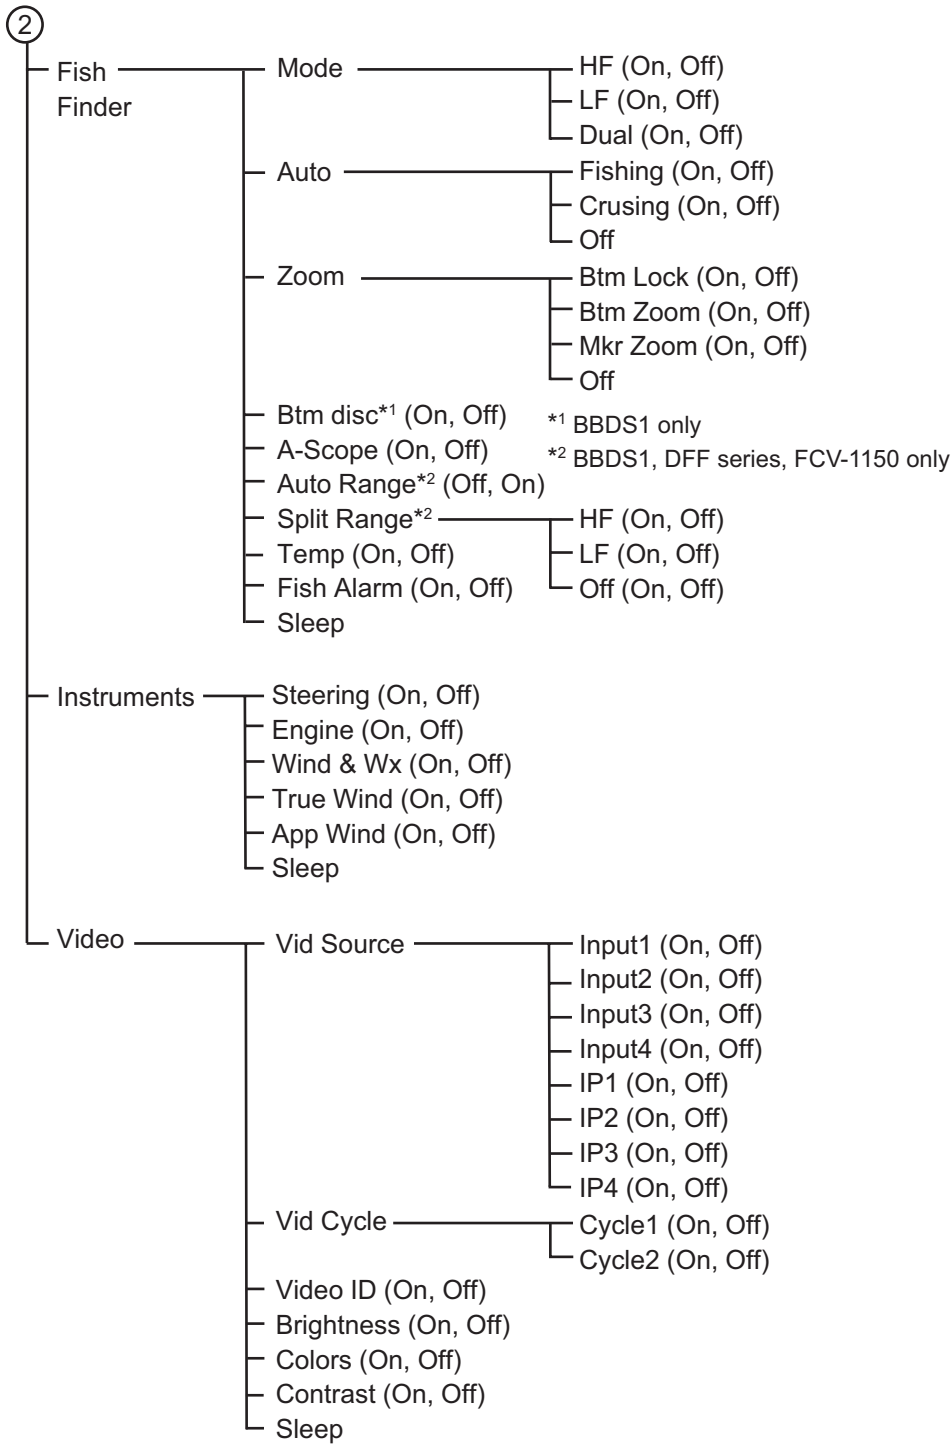 2
Fish
Finder
Mode
HF (On, Off)
LF (On, Off)
Dual (On, Off)
Auto
Fishing (On, Off)
Crusing (On, Off)
Off
Zoom
Btm Lock (On, Off)
Btm Zoom (On, Off)
Mkr Zoom (On, Off)
Off
Btm disc*1 (On, Off)
*1 BBDS1 only
A-Scope (On, Off)
*2 BBDS1, DFF series, FCV-1150 only
Auto Range*2 (Off, On)
Split Range*2
HF (On, Off)
LF (On, Off)
Off (On, Off)
Temp (On, Off)
Fish Alarm (On, Off)
Sleep
Instruments
Steering (On, Off)
Engine (On, Off)
Wind & Wx (On, Off)
True Wind (On, Off)
App Wind (On, Off)
Sleep
Video
Vid Source
Input1 (On, Off)
Input2 (On, Off)
Input3 (On, Off)
Input4 (On, Off)
IP1 (On, Off)
IP2 (On, Off)
IP3 (On, Off)
IP4 (On, Off)
Vid Cycle
Cycle1 (On, Off)
Cycle2 (On, Off)
Video ID (On, Off)
Brightness (On, Off)
Colors (On, Off)
Contrast (On, Off)
Sleep